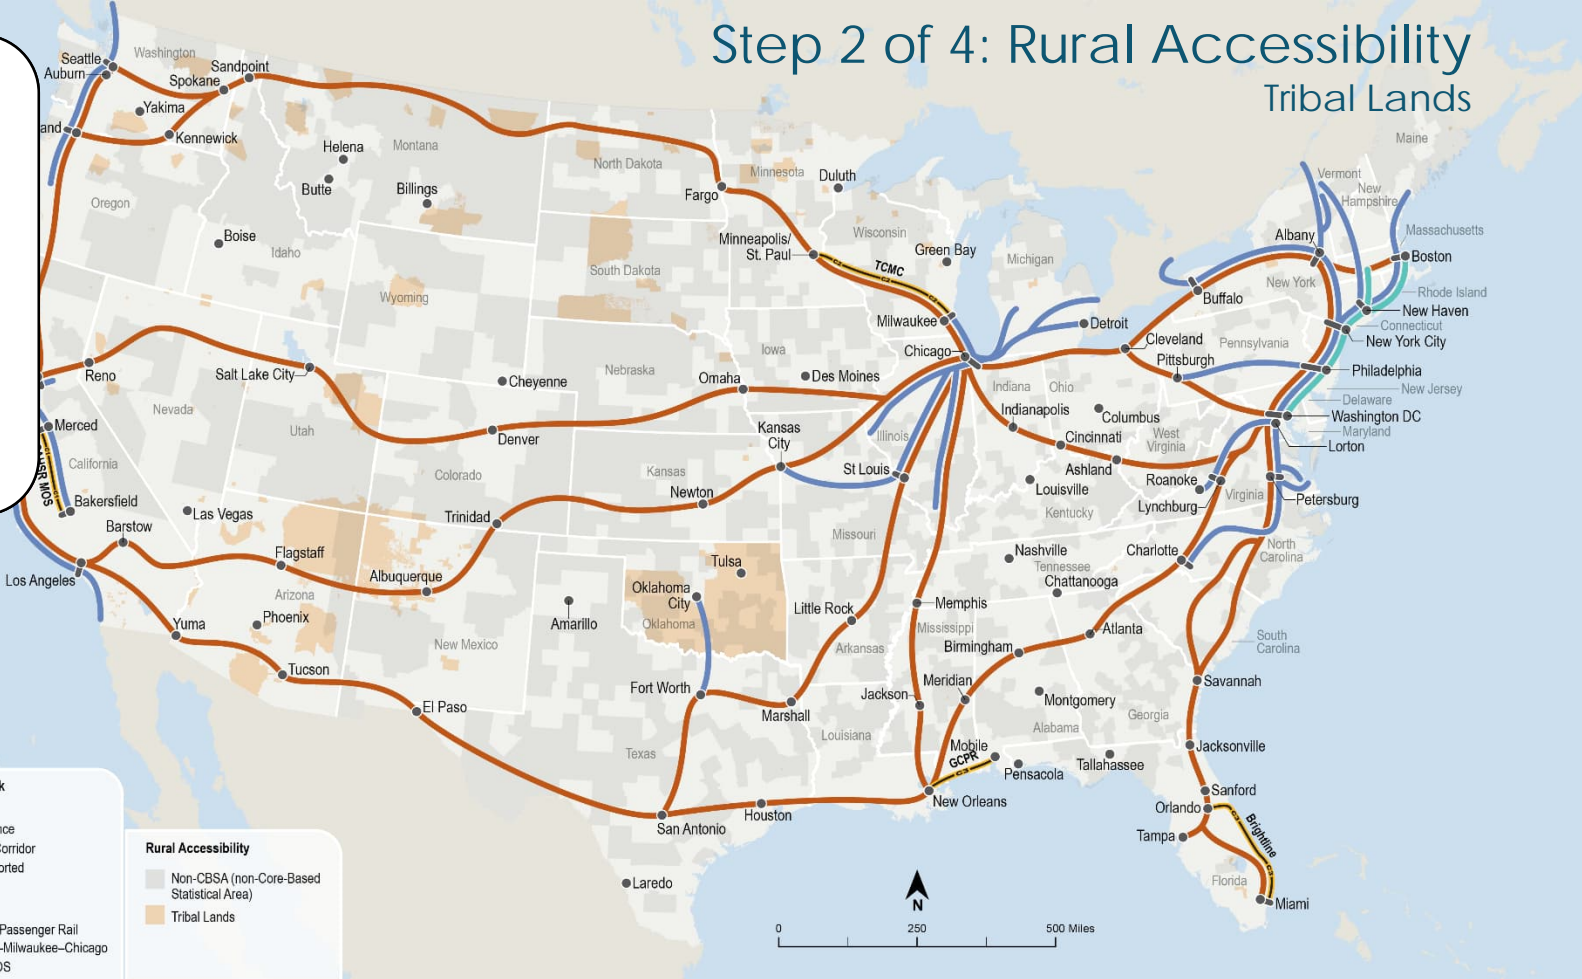 Step 2 of 4: Rural Accessibility
Tribal Lands
Seattle
Auburn
Washington
Spokane
Sandpoint
Yakima
Kennewick
and
Oregon
Helena
Montana
Butte
Billings
Boise
Idaho
North Dakota
Fargo
Minnesota
Duluth
Minneapolis/
St. Paul
TCMC
Wisconsin
Green Bay
Michigan
South Dakota
Wyoming
Milwaukee
Chicago
Detroit
Maine
Vermont
New
Hampshire
Massachusetts
Albany
Boston
New York
Buffalo
Rhode Island
New Haven
Connecticut
New York City
Cleveland
Pennsylvania
Pittsburgh
Philadelphia
New Jersey
Delaware
Washington DC
Maryland
Lorton
Reno
Salt Lake City
Nevada
Utah
Cheyenne
Nebraska
Iowa
Omaha
Des Moines
Denver
Colorado
Kansas
City
Kansas
Newton
Trinidad
Illinois
St Louis
Indiana
Ohio
Indianapolis
Columbus
Cincinnati
West
Virginia
Ashland
Louisville
Kentucky
Roanoke
Lynchburg
Virginia
Petersburg
Merced
California
Bakersfield
Barstow
Las Vegas
Los Angeles
Flagstaff
Arizona
Albuquerque
Phoenix
Yuma
Tucson
New Mexico
El Paso
Amarillo
Tulsa
Oklahoma
City
Oklahoma
Missouri
Little Rock
Arkansas
Memphis
Mississippi
Nashville
Tennessee
Chattanooga
Charlotte
North
Carolina
South
Carolina
Atlanta
Birmingham
Fort Worth
Marshall
Jackson
Meridian
Montgomery
Alabama
Georgia
Savannah
Louisiana
Texas
Mobile
GCPR
Pensacola
Tallahassee
Jacksonville
New Orleans
San Antonio
Houston
Laredo
Sanford
Orlando
Tampa
Brightline
Florida
Miami
N
0 250 500 Miles
k
nce
Corridor
orted
Passenger Rail
-Milwaukee–Chicago
OS
Rural Accessibility
Non-CBSA (non-Core-Based
Statistical Area)
Tribal Lands